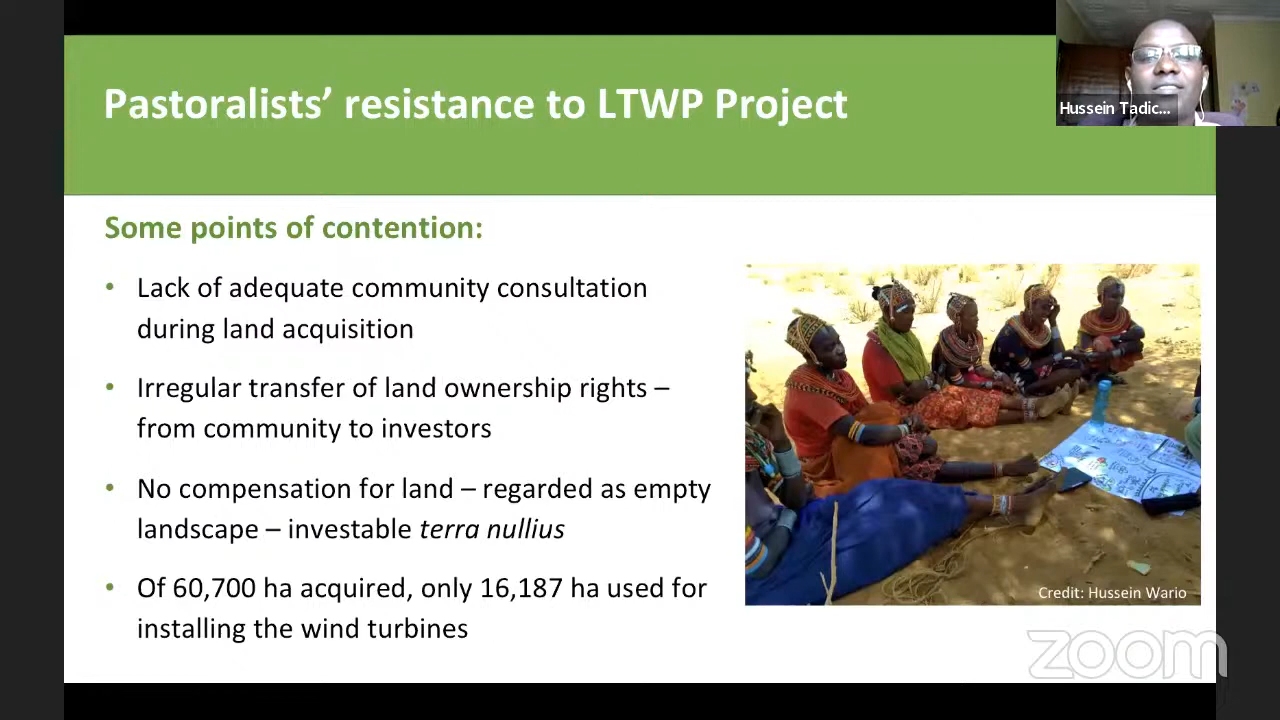 Pastoralists’ resistance to LTWP Project
Hussein Tadic...
Some points of contention:
• Lack of adequate community consultation
during land acquisition
• Irregular transfer of land ownership rights –
from community to investors
• No compensation for land – regarded as empty
landscape – investable terra nullius
• Of 60,700 ha acquired, only 16,187 ha used for
installing the wind turbines
Credit: Hussein Wario
zoom